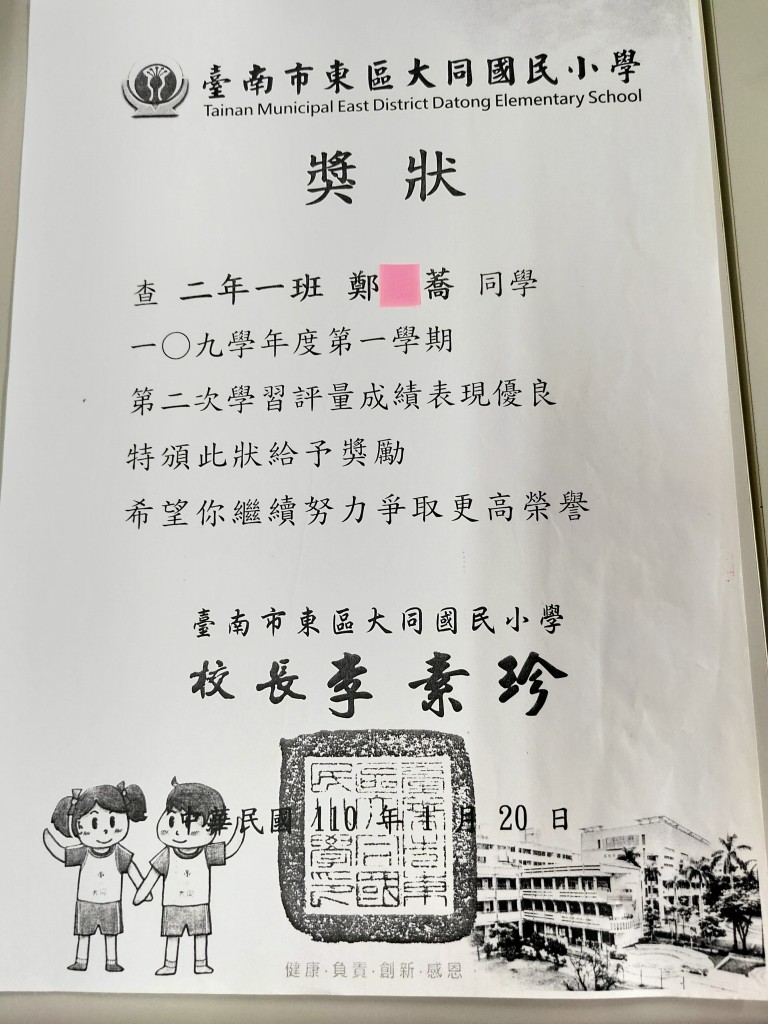 臺南市東區大同國民小學
Tainan Municipal East District Datong Elementary School
獎狀
查 二年一班 鄭 蕎 同學
一〇九學年度第一學期
第二次學習評量成績表現優良
特頒此狀給予獎勵
希望你繼續努力爭取更高榮譽
臺南市東區大同國民小學
校長 李素珍
中華民國 110 年 1 月 20 日
大同
大同
健康·負責·創新·感恩